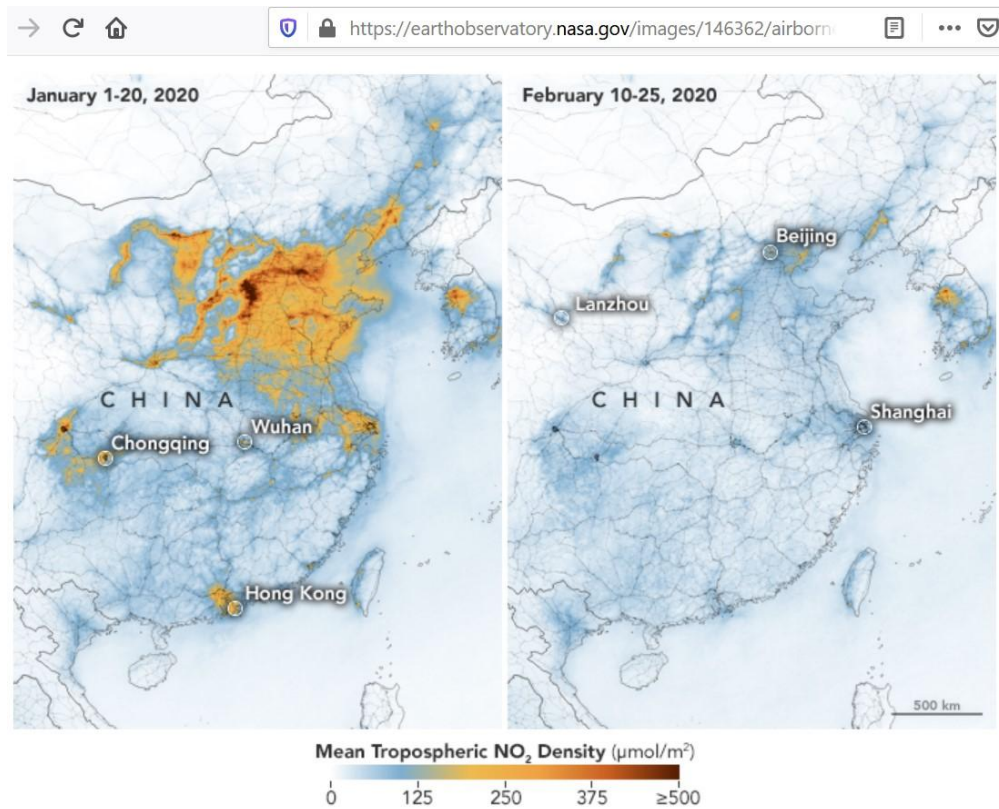 https://earthobservatory.nasa.gov/images/146362/airborn
January 1-20, 2020
February 10-25, 2020
Beijing
Lanzhou
CHINA
CHINA
Shanghai
Wuhan
Chongqing
Hong Kong
500 km
Mean Tropospheric NO₂ Density (μmol/m²)
0 125 250 375 ≥500